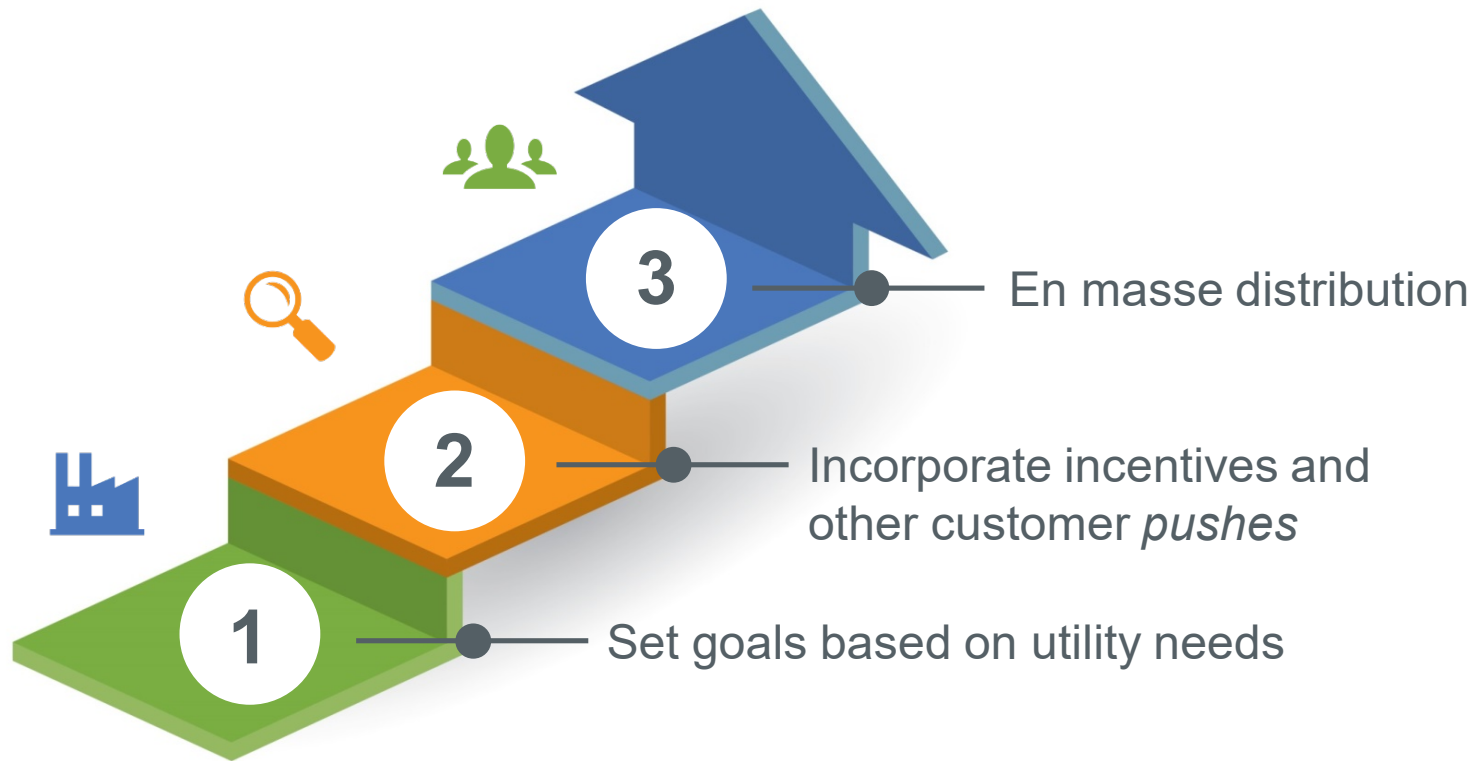 3
En masse distribution
2
Incorporate incentives and
other customer pushes
1
Set goals based on utility needs